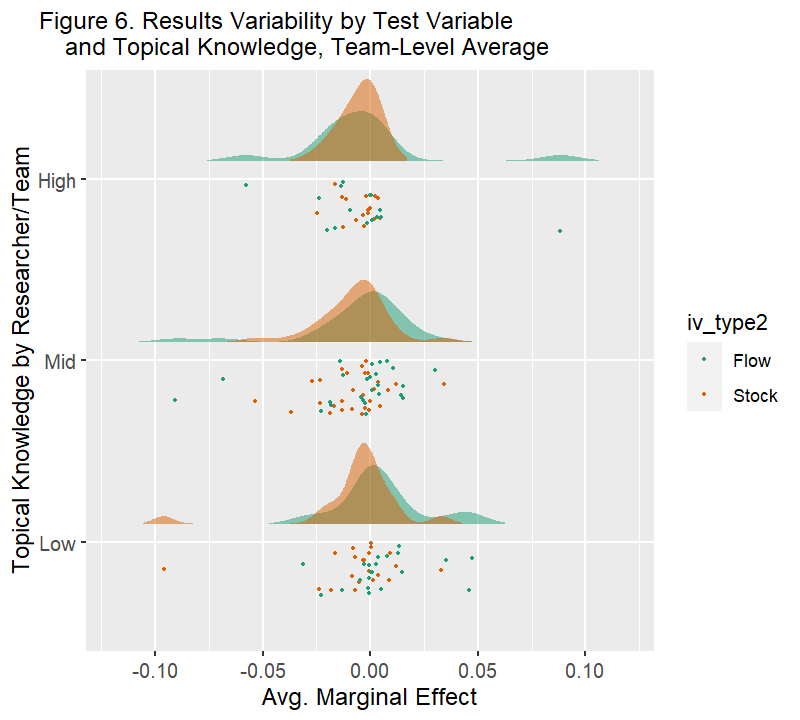 Figure 6. Results Variability by Test Variable
and Topical Knowledge, Team-Level Average
Topical Knowledge by Researcher/Team
High
Mid
Low
-0.10
-0.05
0.00
0.05
0.10
Avg. Marginal Effect
iv_type2
Flow
Stock